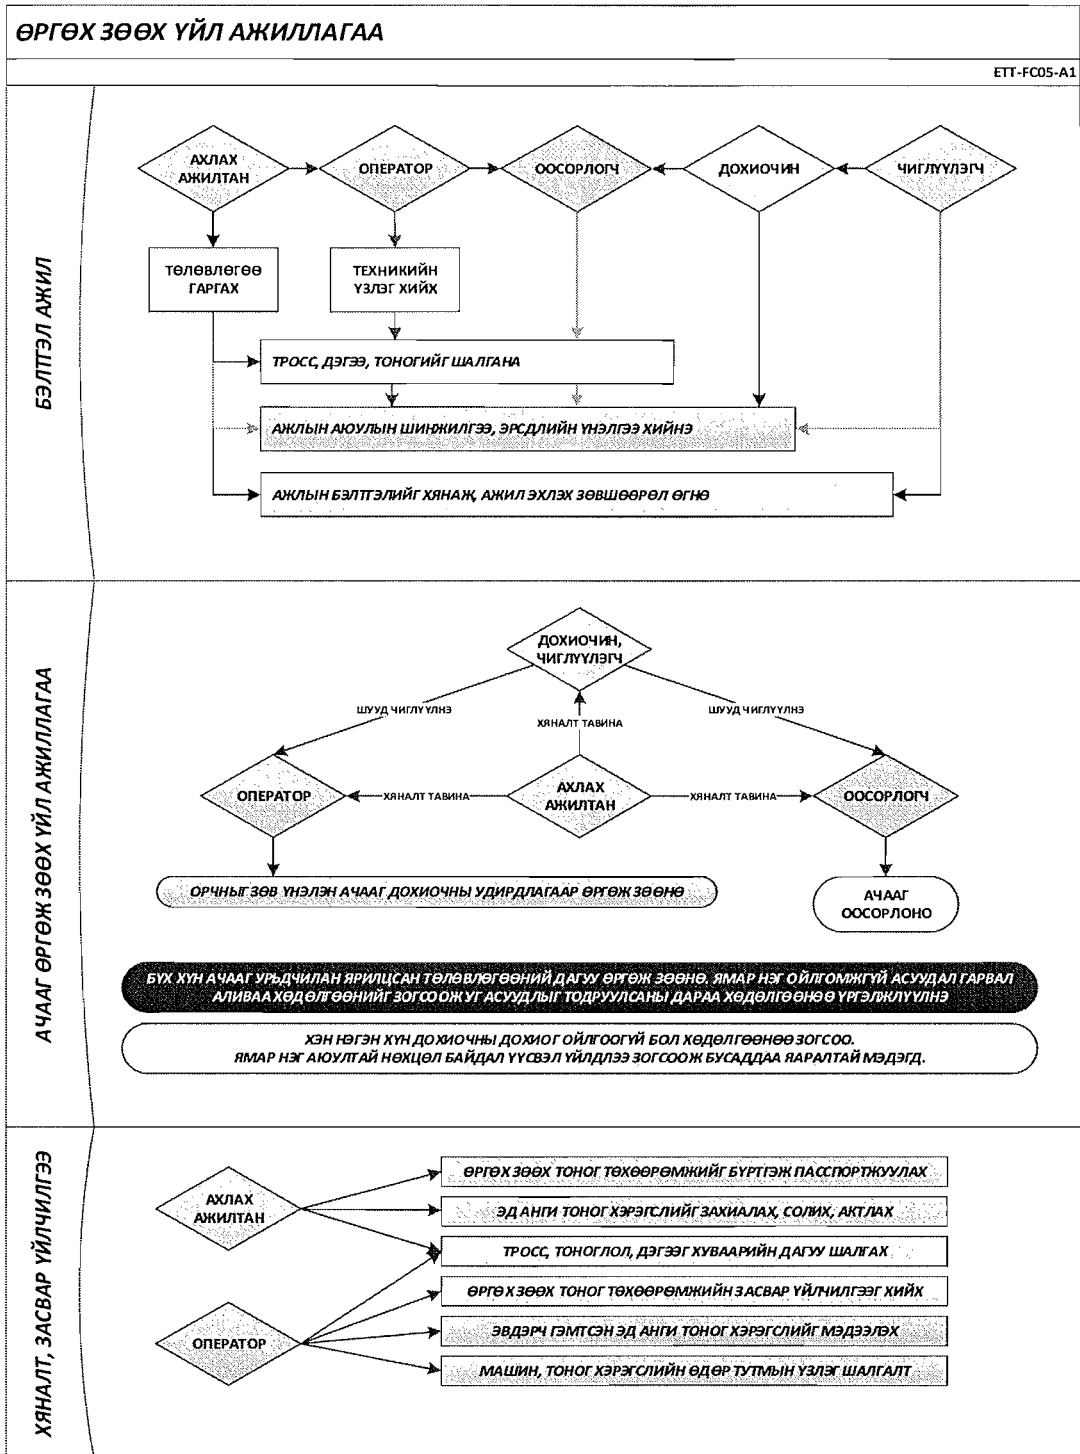 ӨРГӨХ ЗӨӨХ ҮЙЛ АЖИЛЛАГАА
ETT-FC05-A1
БЭЛТГЭЛ АЖИЛ
АХЛАХ
АЖИЛТАН
ОПЕРАТОР
ООСОРЛОГЧ
ДОХИОЧИН
ЧИГЛҮҮЛЭГЧ
ТӨЛӨВЛӨГӨӨ
ГАРГАХ
ТЕХНИКИЙН
ҮЗЛЭГ ХИЙХ
ТРОСС, ДЭГЭЭ, ТОНОГИЙГ ШАЛГАНА
АЖЛЫН АЮУЛЫН ШИНЖИЛГЭЭ, ЭРСДЛИЙН ҮНЭЛГЭЭ ХИЙНЭ
АЖЛЫН БЭЛТГЭЛИЙГ ХЯНАЖ, АЖИЛ ЭХЛЭХ ЗӨВШӨӨРӨЛ ӨГНӨ
АЧААГ ӨРГӨЖ ЗӨӨХ ҮЙЛ АЖИЛЛАГАА
ДОХИОЧИН,
ЧИГЛҮҮЛЭГЧ
ШУУД ЧИГЛҮҮЛНЭ
ШУУД ЧИГЛҮҮЛНЭ
ХЯНАЛТ ТАВИНА
ОПЕРАТОР
ХЯНАЛТ ТАВИНА
АХЛАХ
АЖИЛТАН
ХЯНАЛТ ТАВИНА
ООСОРЛОГЧ
ОРЧНЫГ ЗӨВ ҮНЭЛЭН АЧААГ ДОХИОЧНЫ УДИРДЛАГААР ӨРГӨЖ ЗӨӨНӨ
АЧААГ
ООСОРЛОНО
БҮХ ХҮН АЧААГ УРЬДЧИЛАН ЯРИЛЦСАН ТӨЛӨВЛӨГӨӨНИЙ ДАГУУ ӨРГӨЖ ЗӨӨНӨ. ЯМАР НЭГ ОЙЛГОМЖГҮЙ АСУУДАЛ ГАРВАЛ
АЛИВАА ХӨДӨЛГӨӨНИЙГ ЗОГСООЖ УГ АСУУДЛЫГ ТОДРУУЛСАНЫ ДАРАА ХӨДӨЛГӨӨНӨӨ ҮРГЭЛЖЛҮҮЛНЭ
ХЭН НЭГЭН ХҮН ДОХИОЧНЫ ДОХИОГ ОЙЛГООГҮЙ БОЛ ХӨДӨЛГӨӨНӨӨ ЗОГСОО.
ЯМАР НЭГ АЮУЛТАЙ НӨХЦӨЛ БАЙДАЛ ҮҮСВЭЛ ҮЙЛДЛЭЭ ЗОГСООЖ БУСАДДАА ЯАРАЛТАЙ МЭДЭГД.
ХЯНАЛТ, ЗАСВАР ҮЙЛЧИЛГЭЭ
АХЛАХ
АЖИЛТАН
ОПЕРАТОР
ӨРГӨХ ЗӨӨХ ТОНОГ ТӨХӨӨРӨМЖИЙГ БҮРТГЭЖ ПАССПОРТЖУУЛАХ
ЭД АНГИ ТОНОГ ХЭРЭГСЛИЙГ ЗАХИАЛАХ, СОЛИХ, АКТЛАХ
ТРОСС, ТОНОГЛОЛ, ДЭГЭЭГ ХУВААРИЙН ДАГУУ ШАЛГАХ
ӨРГӨХ ЗӨӨХ ТОНОГ ТӨХӨӨРӨМЖИЙН ЗАСВАР ҮЙЛЧИЛГЭЭГ ХИЙХ
ЭВДЭРЧ ГЭМТСЭН ЭД АНГИ ТОНОГ ХЭРЭГСЛИЙГ МЭДЭЭЛЭХ
МАШИН, ТОНОГ ХЭРЭГСЛИЙН ӨДӨР ТУТМЫН ҮЗЛЭГ ШАЛГАЛТ